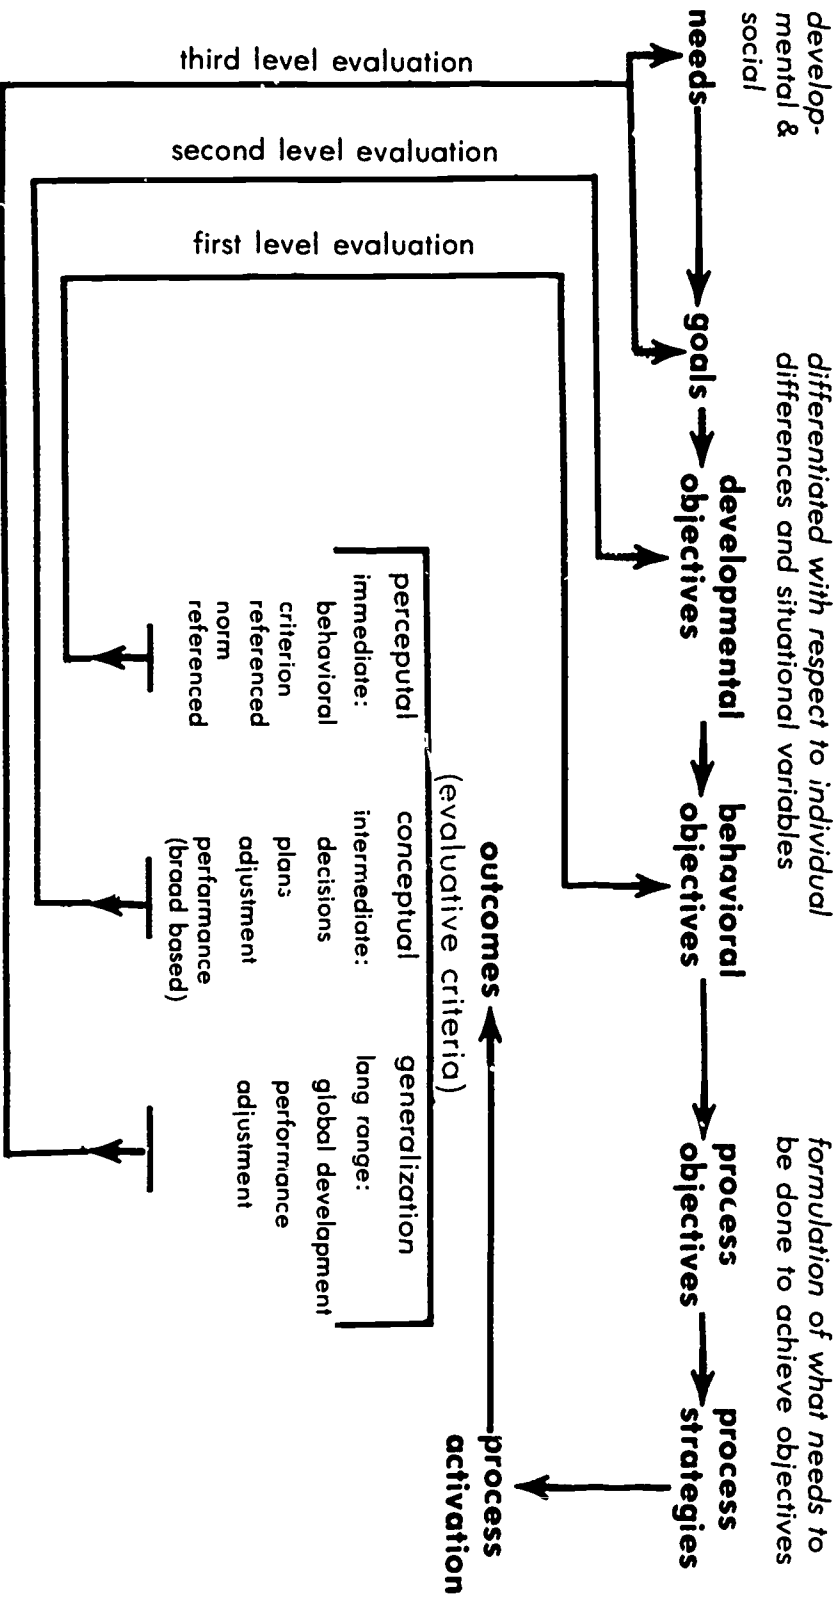 develop-
mental &
social
differentiated with respect to individual
differences and situational variables
formulation of what needs to
be done to achieve objectives
needs
goals
developmental
objectives
behavioral
objectives
process
objectives
process
strategies
process
activation
outcomes
(evaluative criteria)
perceputal
immediate:
behavioral
criterion
referenced
norm
referenced
conceptual
intermediate:
decisions
plans
adjustment
perfarmance
(broad based)
generalization
lang range:
global develapment
performance
adjustment
first level evaluation
second level evaluation
third level evaluation